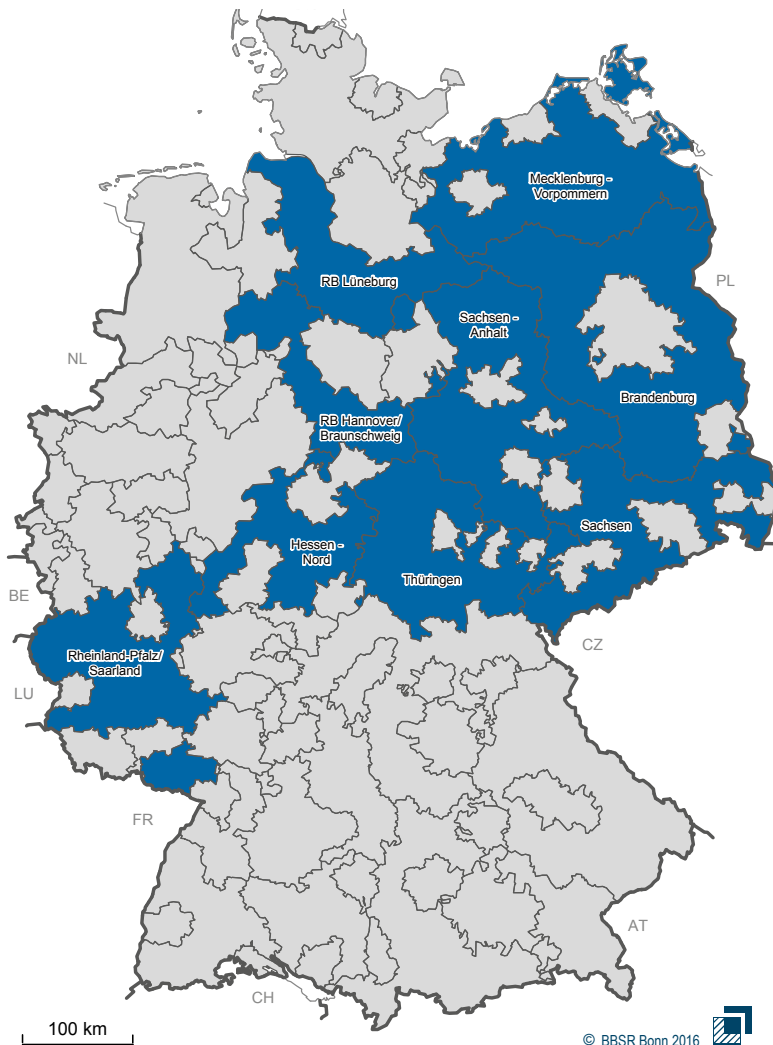 Mecklenburg -
Vorpommern
PL
RB Lüneburg
Sachsen -
Anhalt
NL
Brandenburg
RB Hannover/
Braunschweig
Sachsen
Hessen -
Nord
Thüringen
BE
CZ
Rheinland-Pfalz/
Saarland
LU
FR
AT
CH
100 km
© BBSR Bonn 2016